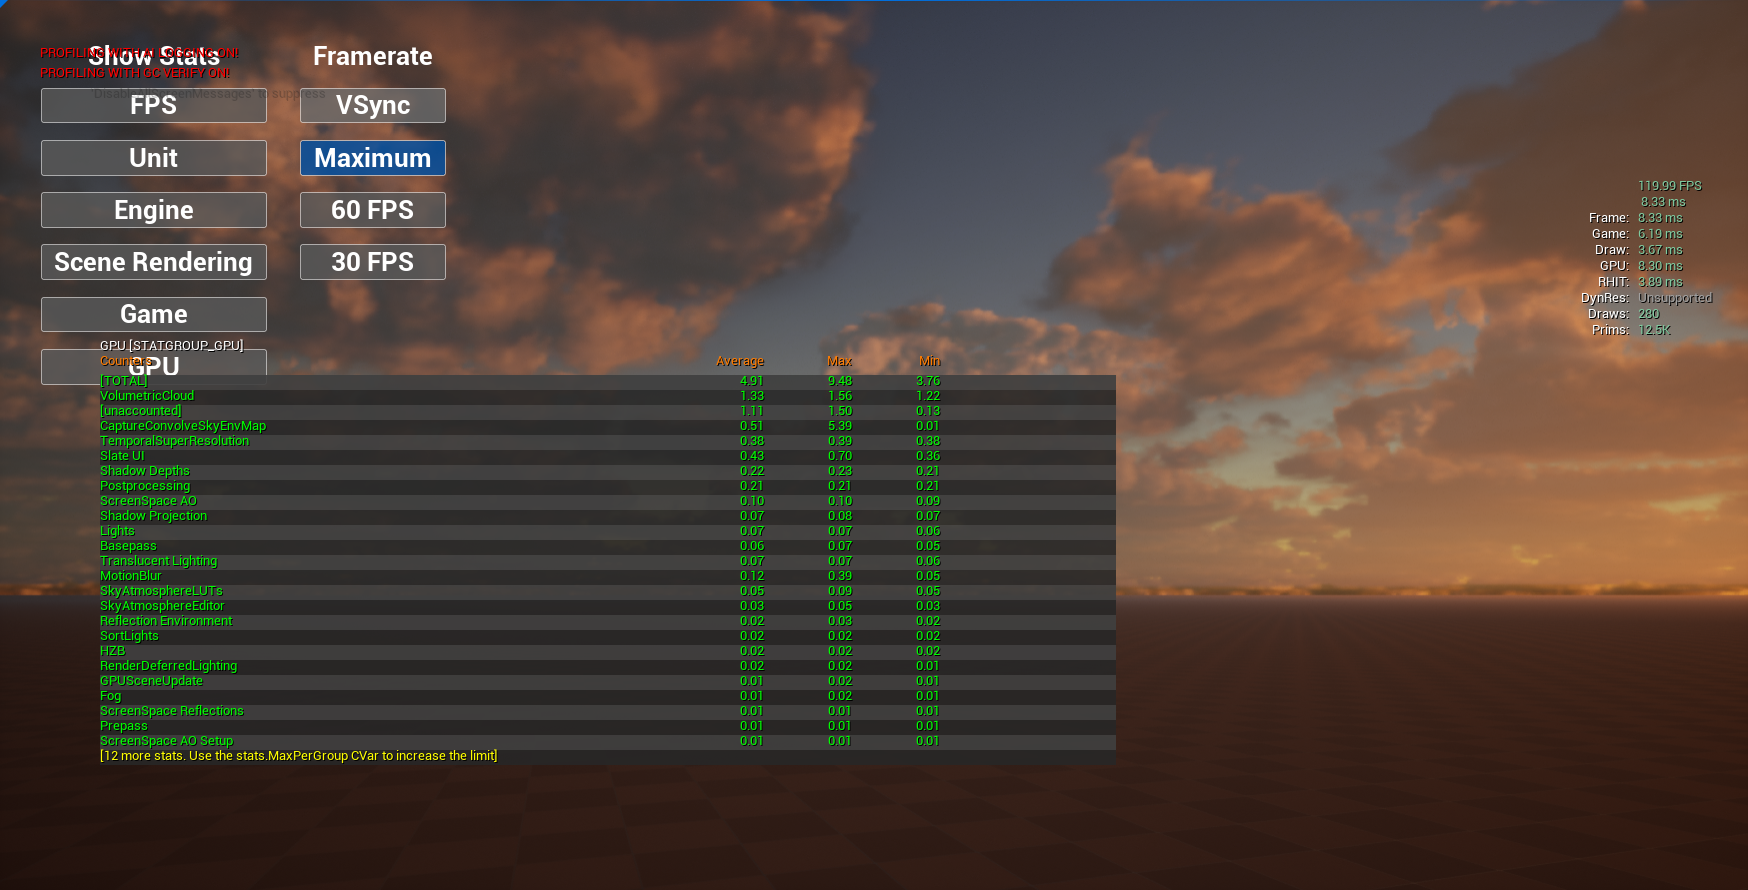 PROFILING WITH AI LOGGING ON!
Show Stats
Framerate
PROFILING WITH GC VERIFY ON!
'DisableAllScreenMessages' to suppress
FPS
VSync
Unit
Maximum
Engine
60 FPS
Scene Rendering
30 FPS
Game
GPU
119.99 FPS
8.33 ms
Frame: 8.33 ms
Game: 6.19 ms
Draw: 3.67 ms
GPU: 8.30 ms
RHIT: 3.89 ms
DynRes: Unsupported
Draws: 280
Prims: 12.5K
GPU [STATGROUP_GPU]
Counters Average Max Min
[TOTAL] 4.91 9.48 3.76
VolumetricCloud 1.33 1.56 1.22
[unaccounted] 1.11 1.50 0.13
CaptureConvolveSkyEnvMap 0.51 5.39 0.01
TemporalSuperResolution 0.38 0.39 0.38
Slate UI 0.43 0.70 0.36
Shadow Depths 0.22 0.23 0.21
Postprocessing 0.21 0.21 0.21
ScreenSpace AO 0.10 0.10 0.09
Shadow Projection 0.07 0.08 0.07
Lights 0.07 0.07 0.06
Basepass 0.06 0.07 0.05
Translucent Lighting 0.07 0.07 0.06
MotionBlur 0.12 0.39 0.05
SkyAtmosphereLUTs 0.05 0.09 0.05
SkyAtmosphereEditor 0.03 0.05 0.03
Reflection Environment 0.02 0.03 0.02
SortLights 0.02 0.02 0.02
HZB 0.02 0.02 0.02
RenderDeferredLighting 0.02 0.02 0.01
GPUSceneUpdate 0.01 0.02 0.01
Fog 0.01 0.02 0.01
ScreenSpace Reflections 0.01 0.01 0.01
Prepass 0.01 0.01 0.01
ScreenSpace AO Setup 0.01 0.01 0.01
[12 more stats. Use the stats.MaxPerGroup CVar to increase the limit]